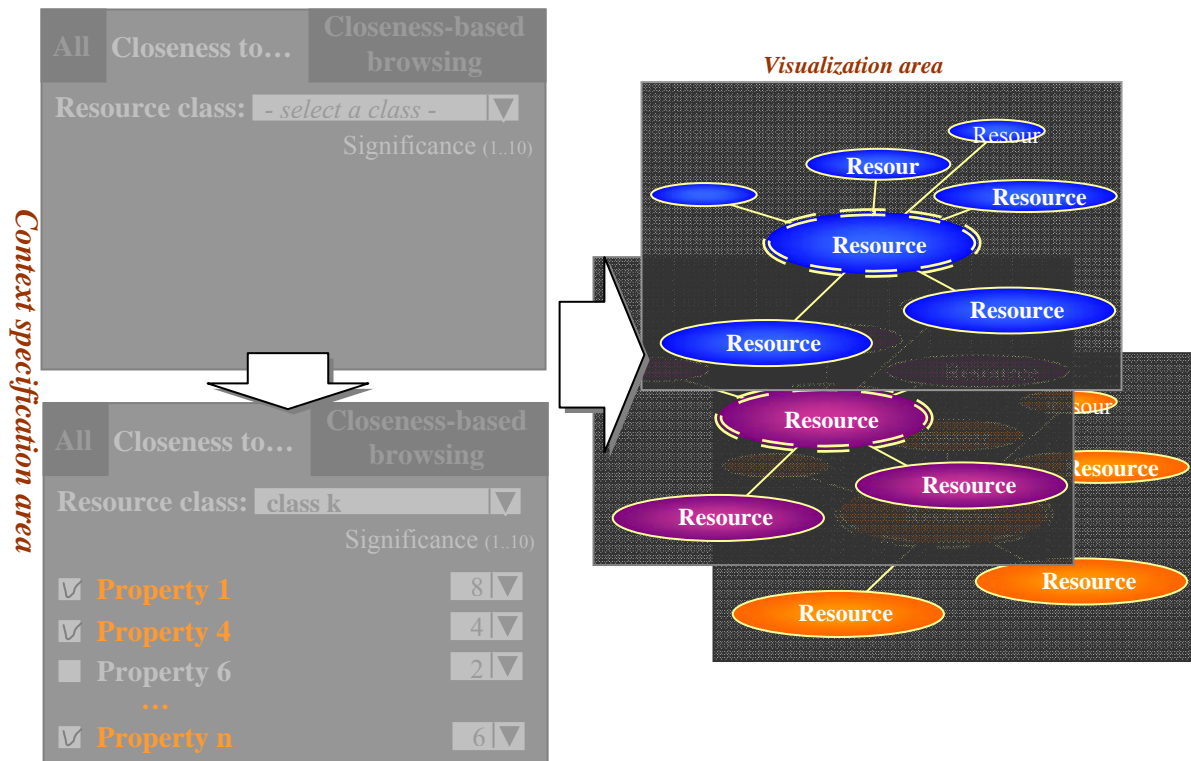 All
Closeness to…
Closeness-based
browsing
Resource class:
- select a class -
Significance (1..10)
Context specification area
All
Closeness to…
Closeness-based
browsing
Resource class:
class k
Significance (1..10)
Property 1
8
Property 4
4
Property 6
2
…
Property n
6
Visualization area
Resour
Resour
Resource
Resource
Resource
Resource
Resource
Resource
Resource
sour
Resource
Resource
Resource